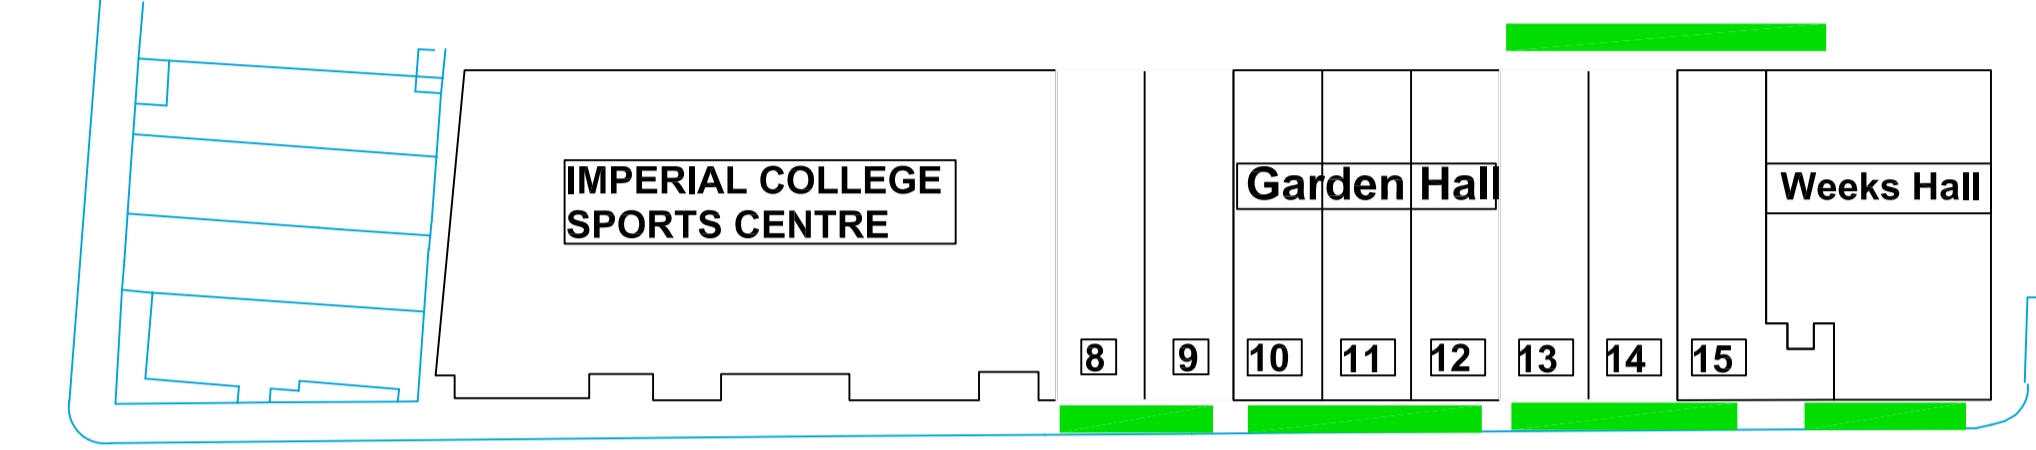 IMPERIAL COLLEGE
SPORTS CENTRE
Garden Hall
Weeks Hall
8 9 10 11 12 13 14 15